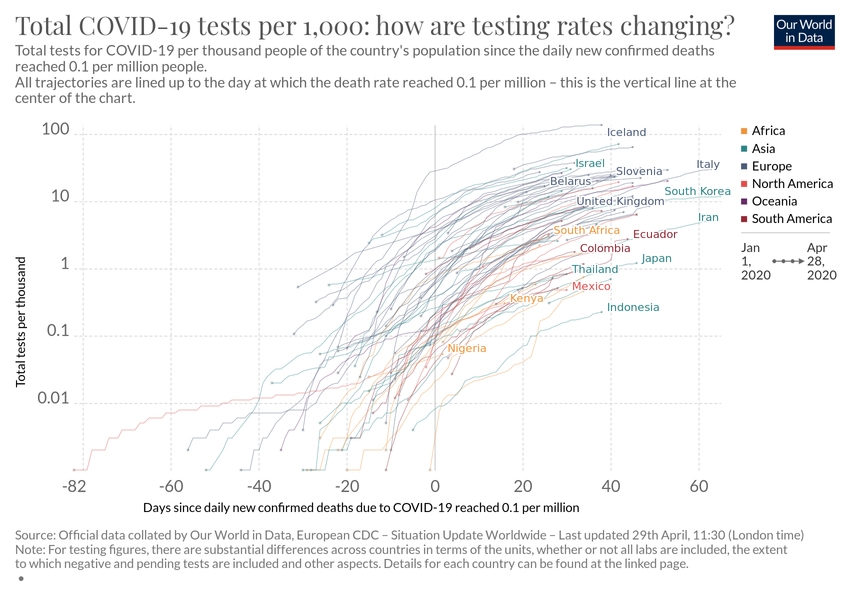 Total COVID-19 tests per 1,000: how are testing rates changing?
Our World
in Data
Total tests for COVID-19 per thousand people of the country's population since the daily new confirmed deaths
reached 0.1 per million people.
All trajectories are lined up to the day at which the death rate reached 0.1 per million – this is the vertical line at the
center of the chart.
100
10
1
0.1
0.01
Total tests per thousand
Iceland
Israel
Slovenia
Italy
Belarus
South Korea
United Kingdom
Iran
South Africa
Ecuador
Colombia
Japan
Thailand
Mexico
Kenya
Indonesia
Nigeria
Africa
Asia
Europe
North America
Oceania
South America
Jan
1,
2020
Apr
28,
2020
-82
-60
-40
-20
0
20
40
60
Days since daily new confirmed deaths due to COVID-19 reached 0.1 per million
Source: Official data collated by Our World in Data, European CDC – Situation Update Worldwide – Last updated 29th April, 11:30 (London time)
Note: For testing figures, there are substantial differences across countries in terms of the units, whether or not all labs are included, the extent
to which negative and pending tests are included and other aspects. Details for each country can be found at the linked page.